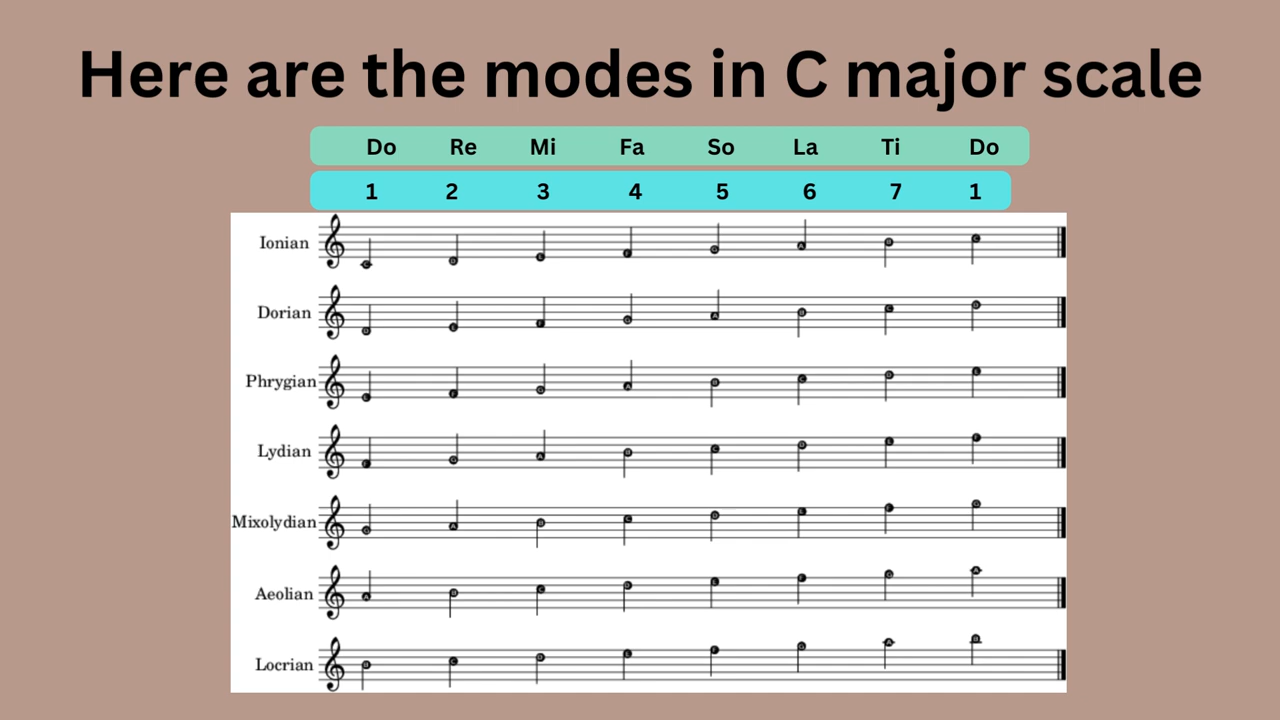 Here are the modes in C major scale
Do Re Mi Fa So La Ti Do
1 2 3 4 5 6 7 1
Ionian
C D E F G A B C
Dorian
D E F G A B C D
Phrygian
E F G A B C D E
Lydian
F G A B C D E F
Mixolydian
G A B C D E F G
Aeolian
A B C D E F G A
Locrian
B C D E F G A B